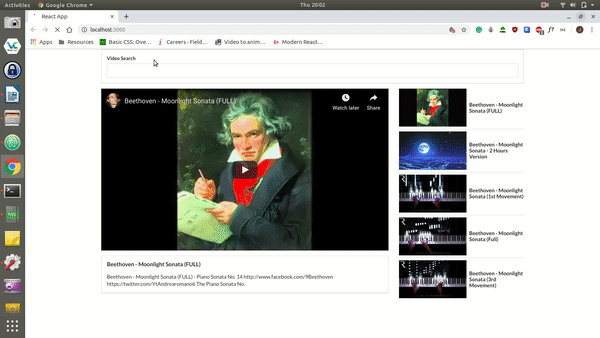 Activities
Google Chrome
Thu 20:02
React App
localhost:3000
Apps
Resources
Basic CSS: Ove...
Careers -Field...
Video to anim...
Modern React...
Video Search
Beethoven - Moonlight Sonata (FULL)
Watch later
Share
Beethoven - Moonlight
Sonata (FULL)
Beethoven - Moonlight
Sonata - 2 Hours
Version
Beethoven - Moonlight
Sonata (1st Movement)
Beethoven - Moonlight
Sonata (Full)
Beethoven - Moonlight
Sonata (3rd
Movement)
Beethoven - Moonlight Sonata (FULL)
Beethoven - Moonlight Sonata (FULL) - Piano Sonata No. 14 http://www.facebook.com/9Beethoven
https://twitter.com/YtAndrearomano6 The Piano Sonata No.